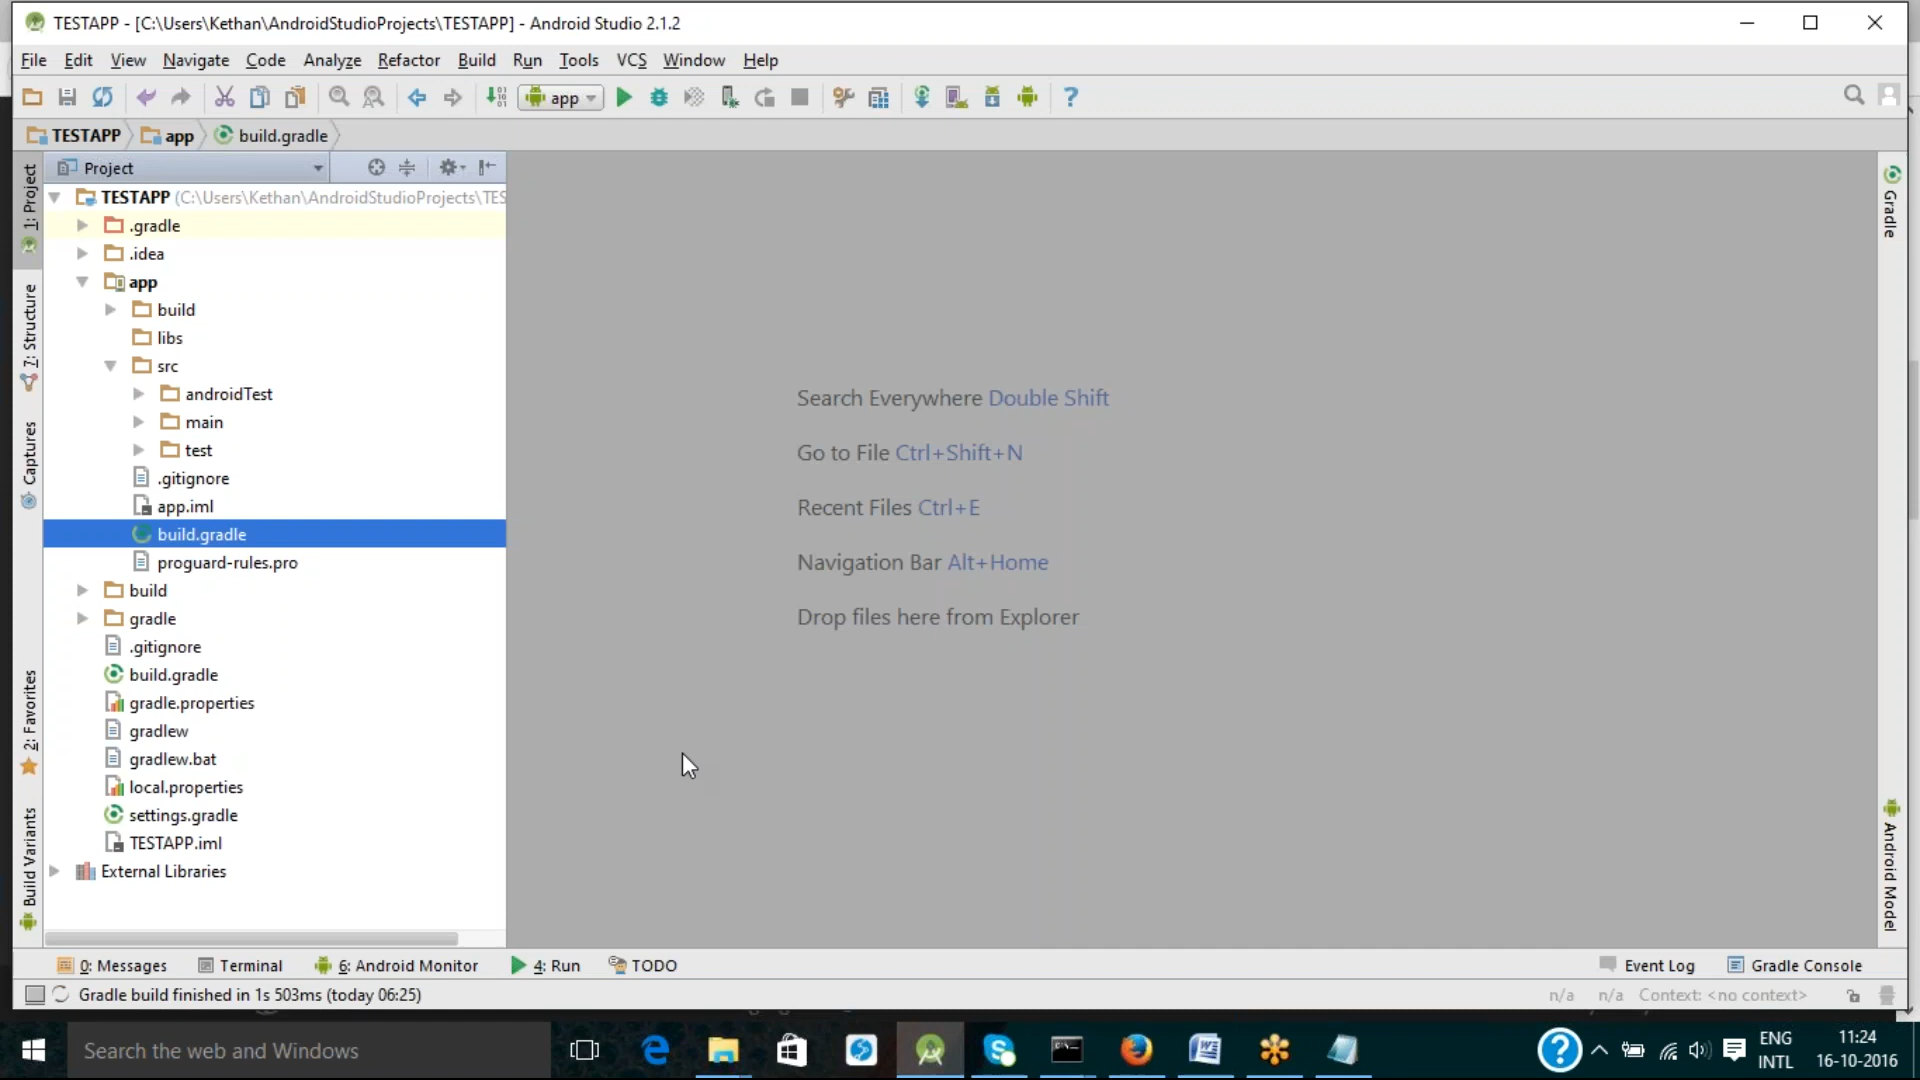 TESTAPP - [C:\Users\Kethan\AndroidStudioProjects\TESTAPP] - Android Studio 2.1.2
File Edit View Navigate Code Analyze Refactor Build Run Tools VCS Window Help
app
TESTAPP app build.gradle
1: Project
7: Structure
Captures
2: Favorites
Build Variants
Project
TESTAPP (C:\Users\Kethan\AndroidStudioProjects\TES
.gradle
.idea
app
build
libs
src
androidTest
main
test
.gitignore
app.iml
build.gradle
proguard-rules.pro
build
gradle
.gitignore
build.gradle
gradle.properties
gradlew
gradlew.bat
local.properties
settings.gradle
TESTAPP.iml
External Libraries
Search Everywhere Double Shift
Go to File Ctrl+Shift+N
Recent Files Ctrl+E
Navigation Bar Alt+Home
Drop files here from Explorer
Gradle
Android Model
0: Messages Terminal 6: Android Monitor 4: Run TODO Event Log Gradle Console
Gradle build finished in 1s 503ms (today 06:25) n/a n/a Context: <no context>
Search the web and Windows
ENG
INTL
11:24
16-10-2016